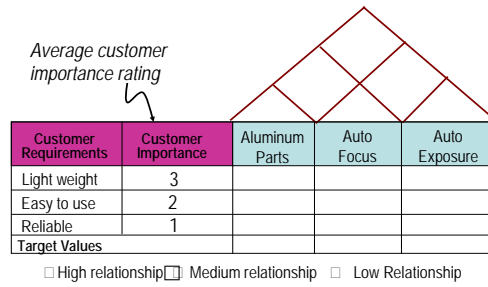 Average customer
importance rating
Customer Requirements Customer Importance Aluminum Parts Auto Focus Auto Exposure
Light weight 3
Easy to use 2
Reliable 1
Target Values
□ High relationship □ Medium relationship □ Low Relationship